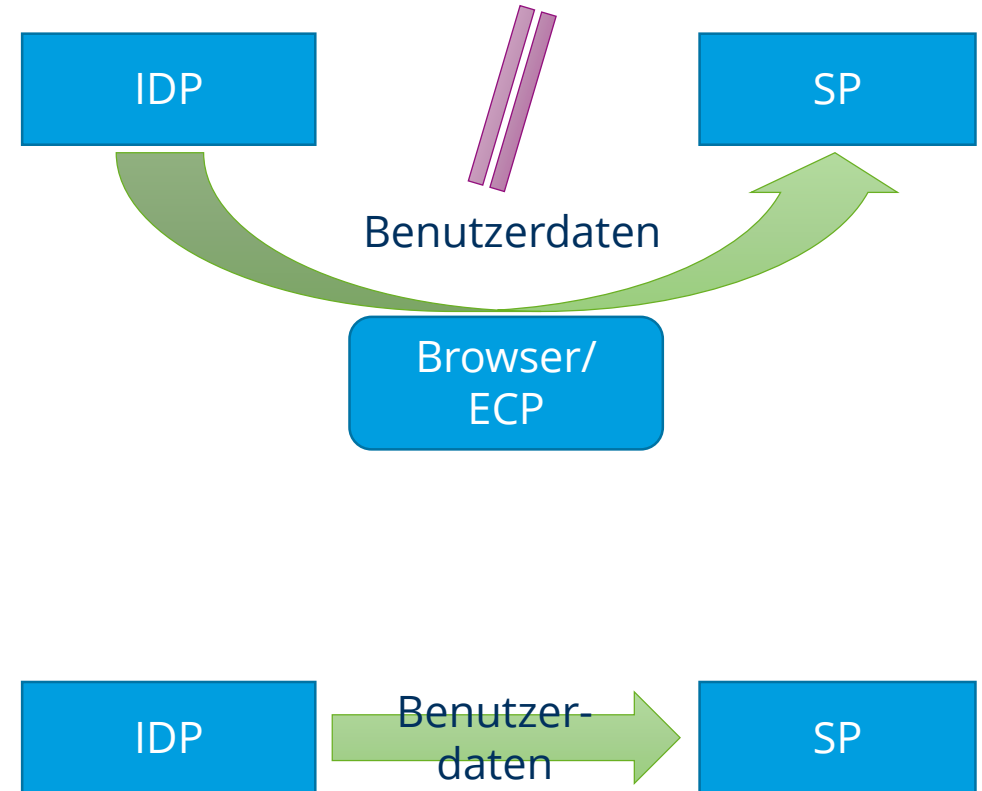 IDP
SP
Benutzerdaten
Browser/
ECP
IDP
Benutzer-
daten
SP